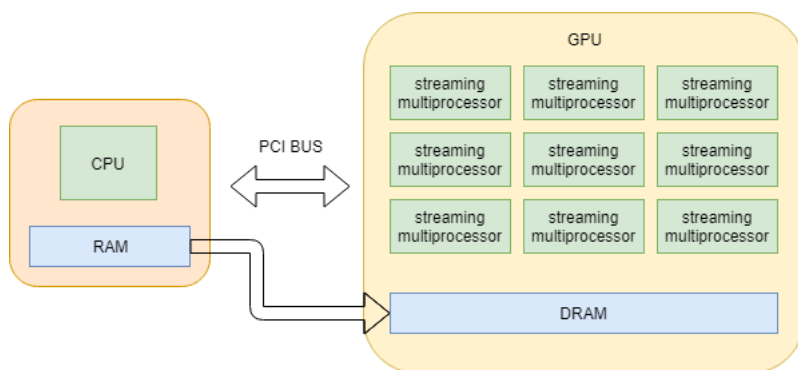 GPU
streaming
multiprocessor
streaming
multiprocessor
streaming
multiprocessor
CPU
PCI BUS
streaming
multiprocessor
streaming
multiprocessor
streaming
multiprocessor
RAM
streaming
multiprocessor
streaming
multiprocessor
streaming
multiprocessor
DRAM